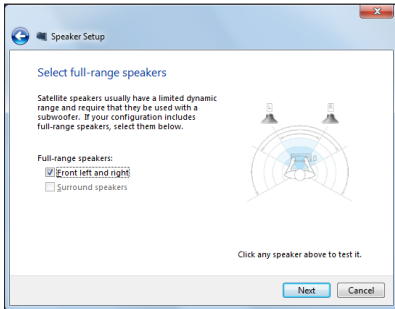 Speaker Setup
Select full-range speakers
Satellite speakers usually have a limited dynamic
range and require that they be used with a
subwoofer. If your configuration includes
full-range speakers, select them below.
Full-range speakers:
Front left and right
Surround speakers
L R
Click any speaker above to test it.
Next Cancel